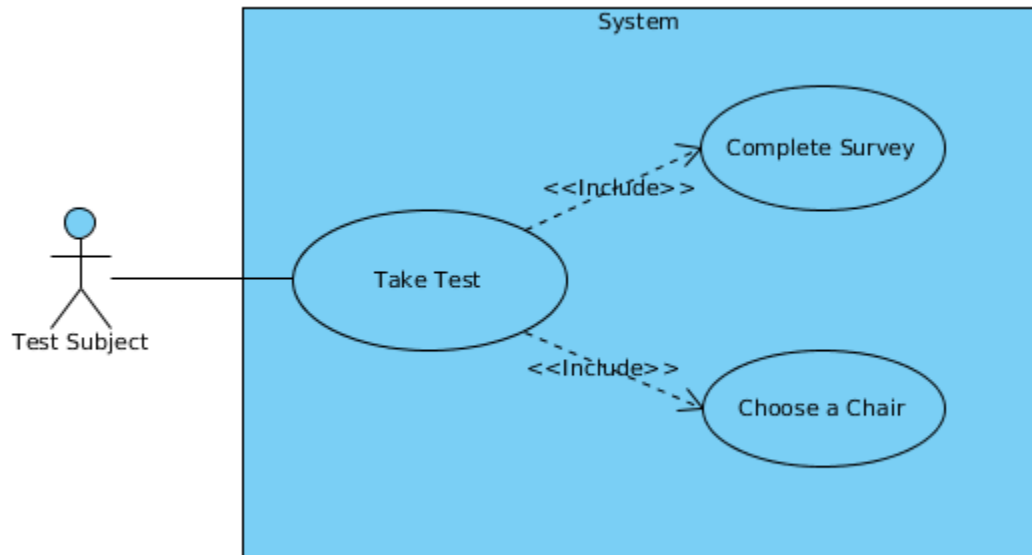 System
Complete Survey
<<Include>>
Take Test
Test Subject
<<Include>>
Choose a Chair